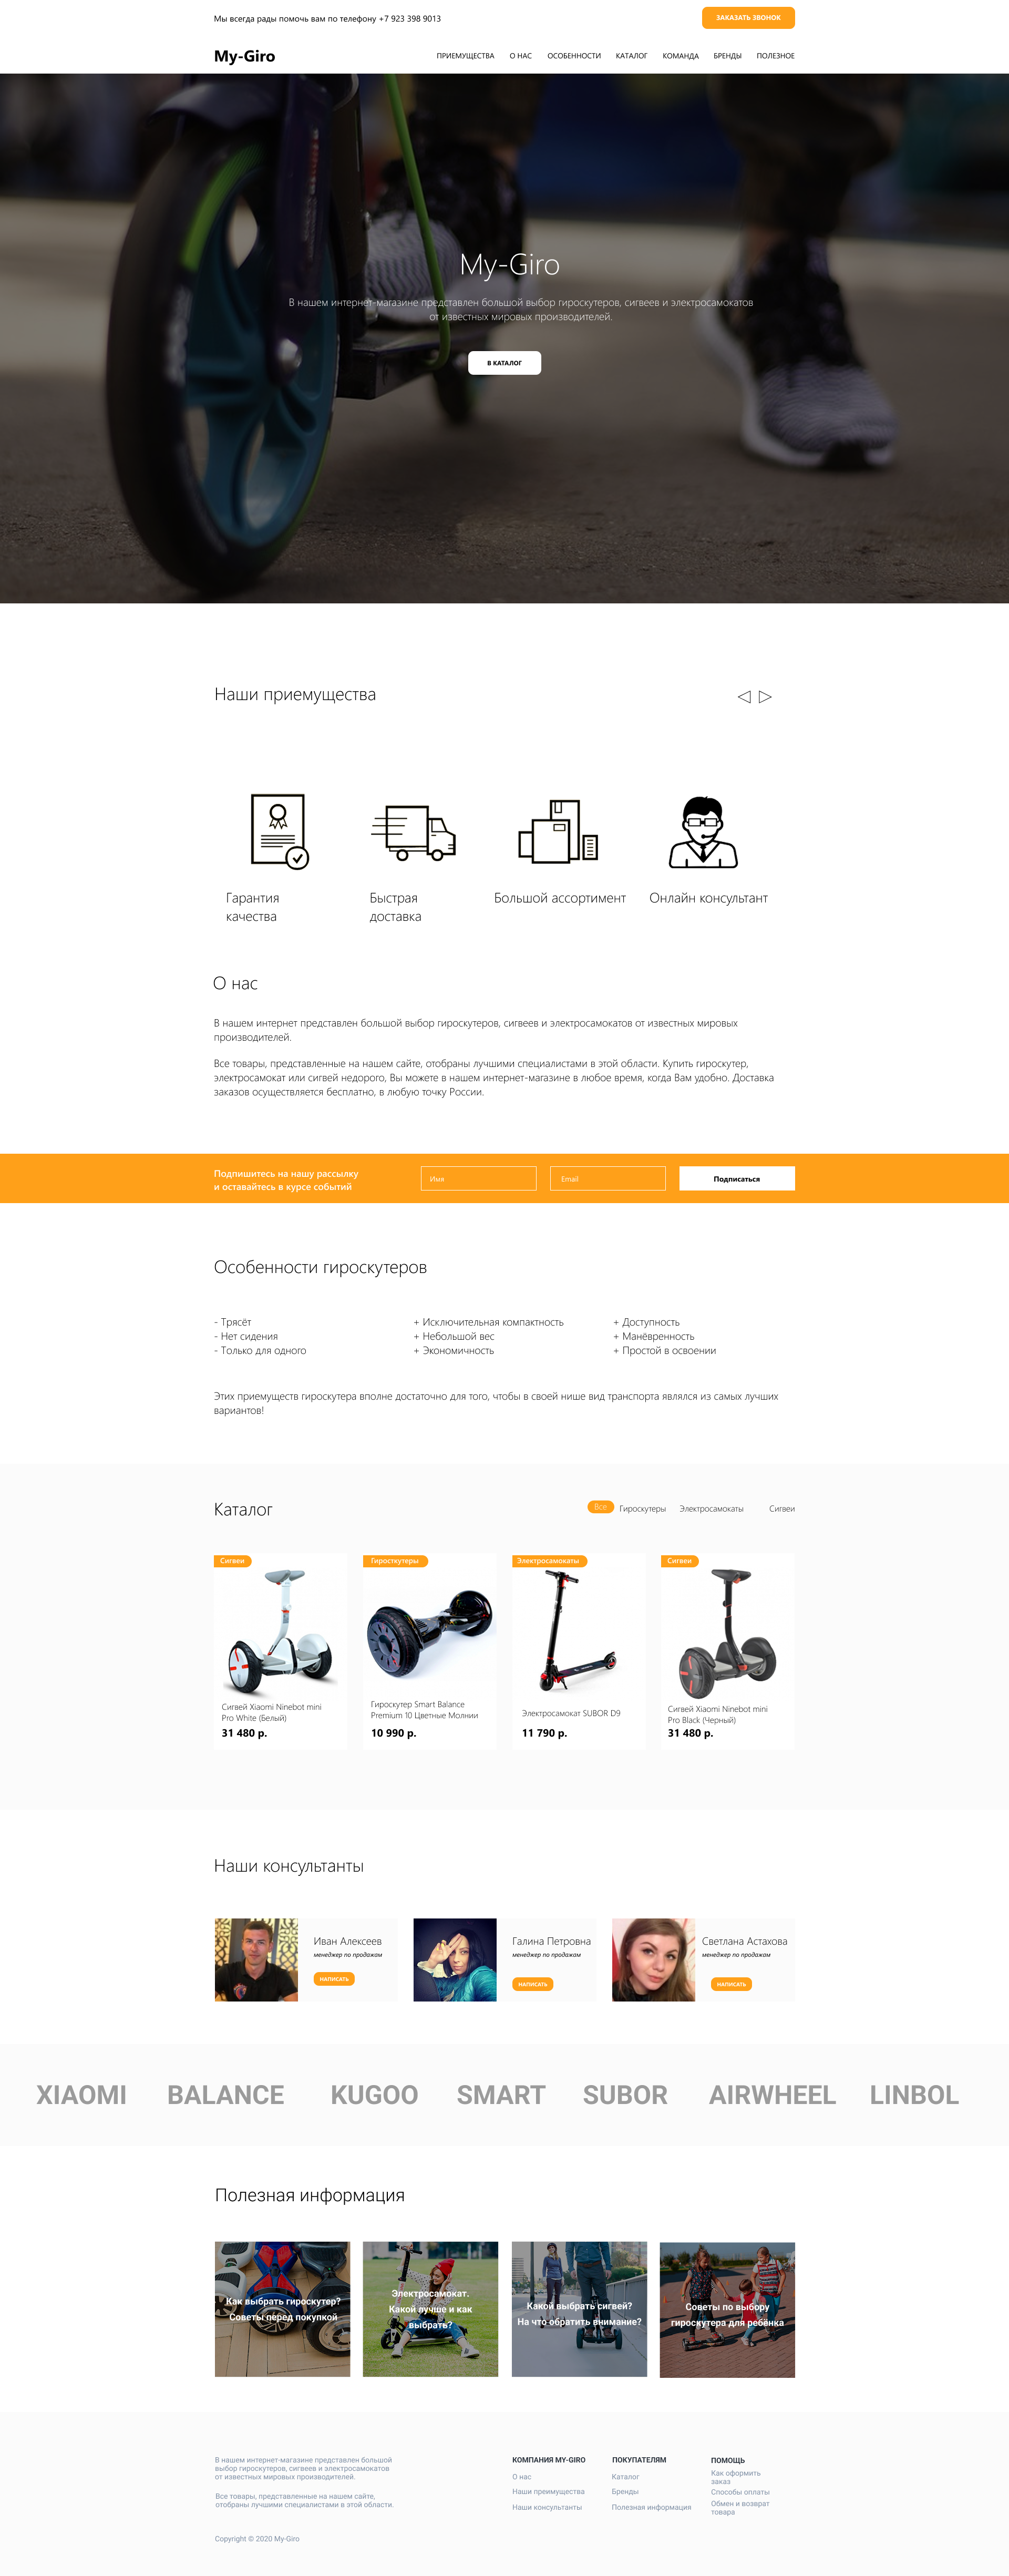 Мы всегда рады помочь вам по телефону +7 923 398 9013
ЗАКАЗАТЬ ЗВОНОК
My-Giro
ПРИЕМУЩЕСТВА О НАС ОСОБЕННОСТИ КАТАЛОГ КОМАНДА БРЕНДЫ ПОЛЕЗНОЕ
My-Giro
В нашем интернет-магазине представлен большой выбор гироскутеров, сигвеев и электросамокатов
от известных мировых производителей.
В КАТАЛОГ
Наши приемущества
Гарантия
качества
Быстрая
доставка
Большой ассортимент
Онлайн консультант
О нас
В нашем интернет представлен большой выбор гироскутеров, сигвеев и электросамокатов от известных мировых
производителей.
Все товары, представленные на нашем сайте, отобраны лучшими специалистами в этой области. Купить гироскутер,
электросамокат или сигвей недорого, Вы можете в нашем интернет-магазине в любое время, когда Вам удобно. Доставка
заказов осуществляется бесплатно, в любую точку России.
Подпишитесь на нашу рассылку
и оставайтесь в курсе событий
Имя
Email
Подписаться
Особенности гироскутеров
- Трясёт
- Нет сидения
- Только для одного
+ Исключительная компактность
+ Небольшой вес
+ Экономичность
+ Доступность
+ Манёвренность
+ Простой в освоении
Этих приемуществ гироскутера вполне достаточно для того, чтобы в своей нише вид транспорта являлся из самых лучших
вариантов!
Каталог
Все Гироскутеры Электросамокаты Сигвеи
Сигвеи
Сигвей Xiaomi Ninebot mini
Pro White (Белый)
31 480 р.
Гиросткутеры
Гироскутер Smart Balance
Premium 10 Цветные Молнии
10 990 р.
Электросамокаты
Электросамокат SUBOR D9
11 790 р.
Сигвеи
Сигвей Xiaomi Ninebot mini
Pro Black (Черный)
31 480 р.
Наши консультанты
Иван Алексеев
менеджер по продажам
НАПИСАТЬ
Галина Петровна
менеджер по продажам
НАПИСАТЬ
Светлана Астахова
менеджер по продажам
НАПИСАТЬ
XIAOMI BALANCE KUGOO SMART SUBOR AIRWHEEL LINBOL
Полезная информация
Как выбрать гироскутер?
Советы перед покупкой
Электросамокат.
Какой лучше и как
выбрать?
Какой выбрать сигвей?
На что обратить внимание?
Советы по выбору
гироскутера для ребёнка
В нашем интернет-магазине представлен большой
выбор гироскутеров, сигвеев и электросамокатов
от известных мировых производителей.
Все товары, представленные на нашем сайте,
отобраны лучшими специалистами в этой области.
Copyright © 2020 My-Giro
КОМПАНИЯ MY-GIRO
О нас
Наши преимущества
Наши консультанты
ПОКУПАТЕЛЯМ
Каталог
Бренды
Полезная информация
ПОМОЩЬ
Как оформить
заказ
Способы оплаты
Обмен и возврат
товара